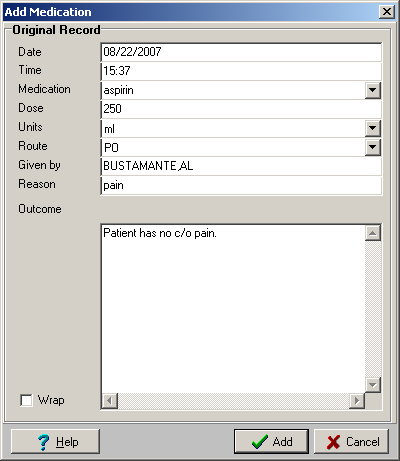 Add Medication
Original Record
Date 08/22/2007
Time 15:37
Medication aspirin
Dose 250
Units ml
Route PO
Given by BUSTAMANTE,AL
Reason pain
Outcome
Patient has no c/o pain.
Wrap
? Help Add Cancel